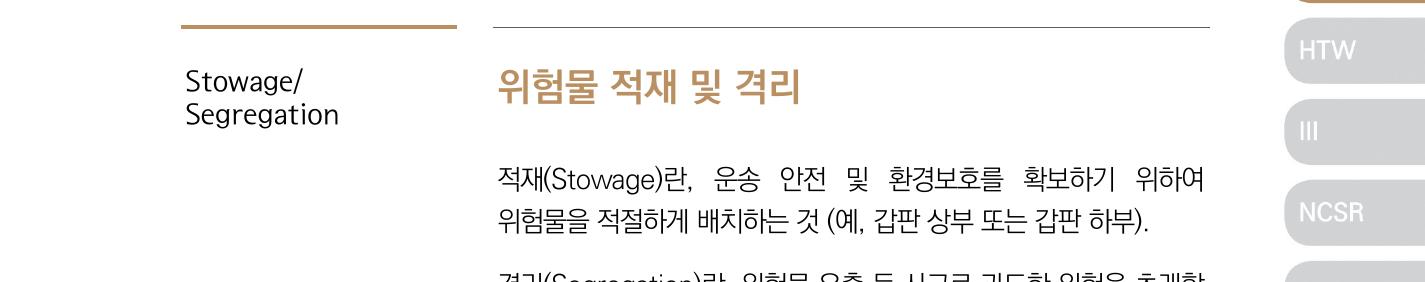 Stowage/
Segregation
위험물 적재 및 격리
적재(Stowage)란, 운송 안전 및 환경보호를 확보하기 위하여
위험물을 적절하게 배치하는 것 (예, 갑판 상부 또는 갑판 하부).
HTW
III
NCSR